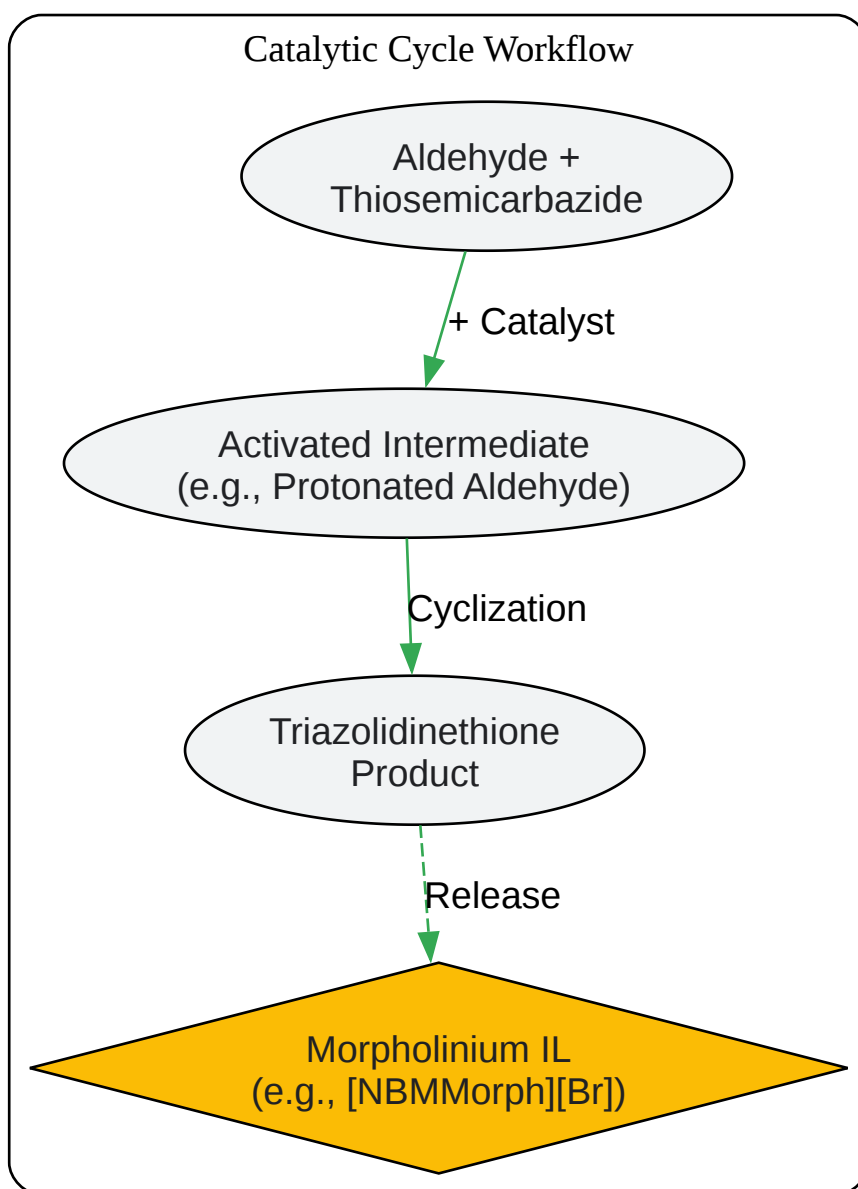 Catalytic Cycle Workflow
Aldehyde +
Thiosemicarbazide
+ Catalyst
Activated Intermediate
(e.g., Protonated Aldehyde)
Cyclization
Triazolidinethione
Product
Release
Morpholinium IL
(e.g., [NBMMorph][Br])